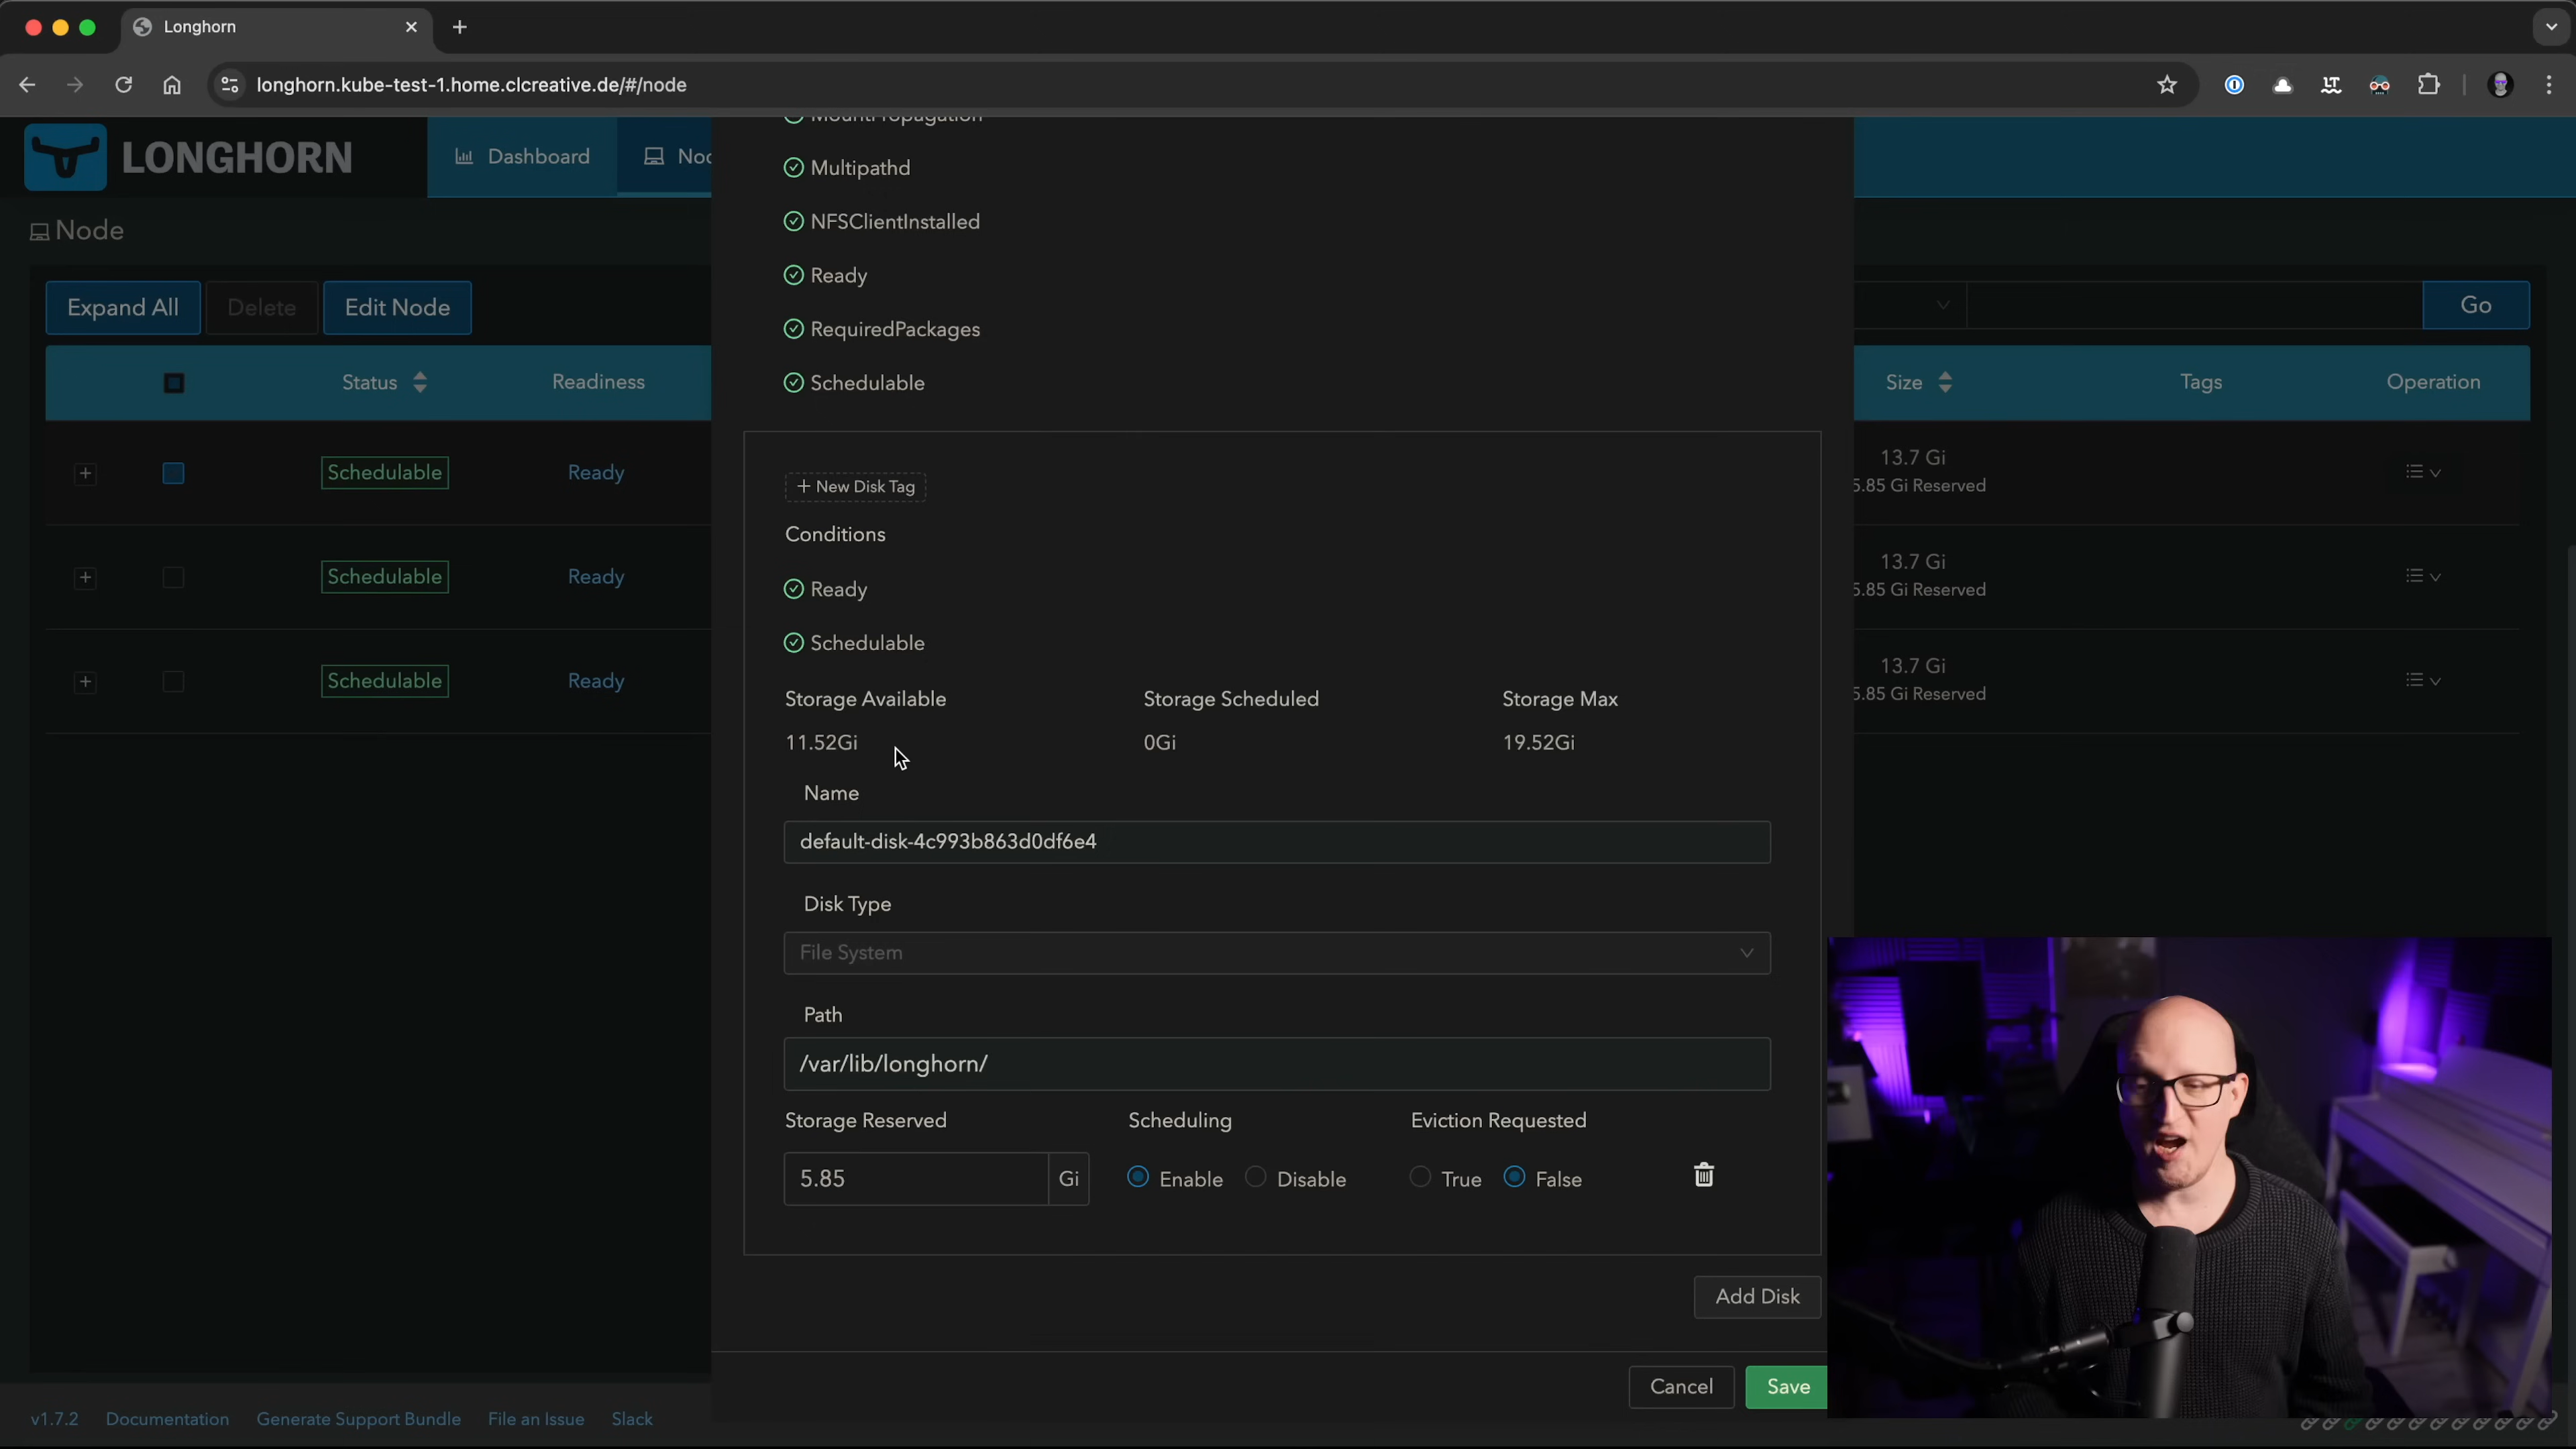 Longhorn
longhorn.kube-test-1.home.clcreative.de/#/node
LT
LONGHORN
Dashboard
Noc
MountPropagation
Multipathd
NFSClientInstalled
Ready
RequiredPackages
Schedulable
Node
Expand All
Delete
Edit Node
Go
Status
Readiness
Size
Tags
Operation
Schedulable
Ready
13.7 Gi
5.85 Gi Reserved
Schedulable
Ready
13.7 Gi
5.85 Gi Reserved
Schedulable
Ready
13.7 Gi
5.85 Gi Reserved
+ New Disk Tag
Conditions
Ready
Schedulable
Storage Available
Storage Scheduled
Storage Max
11.52Gi
0Gi
19.52Gi
Name
default-disk-4c993b863d0df6e4
Disk Type
File System
Path
/var/lib/longhorn/
Storage Reserved
Scheduling
Eviction Requested
5.85
Gi
Enable
Disable
True
False
Add Disk
Cancel
Save
v1.7.2
Documentation
Generate Support Bundle
File an Issue
Slack